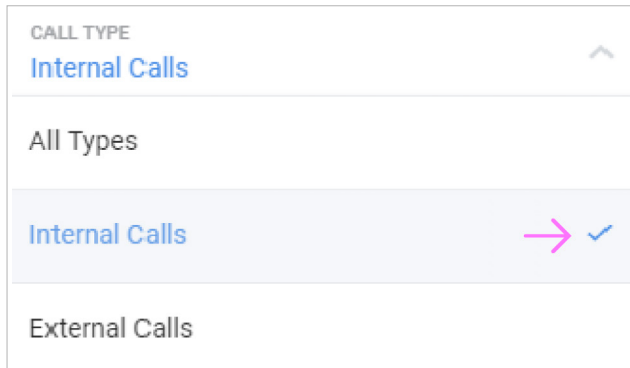 CALL TYPE
Internal Calls
All Types
Internal Calls
External Calls